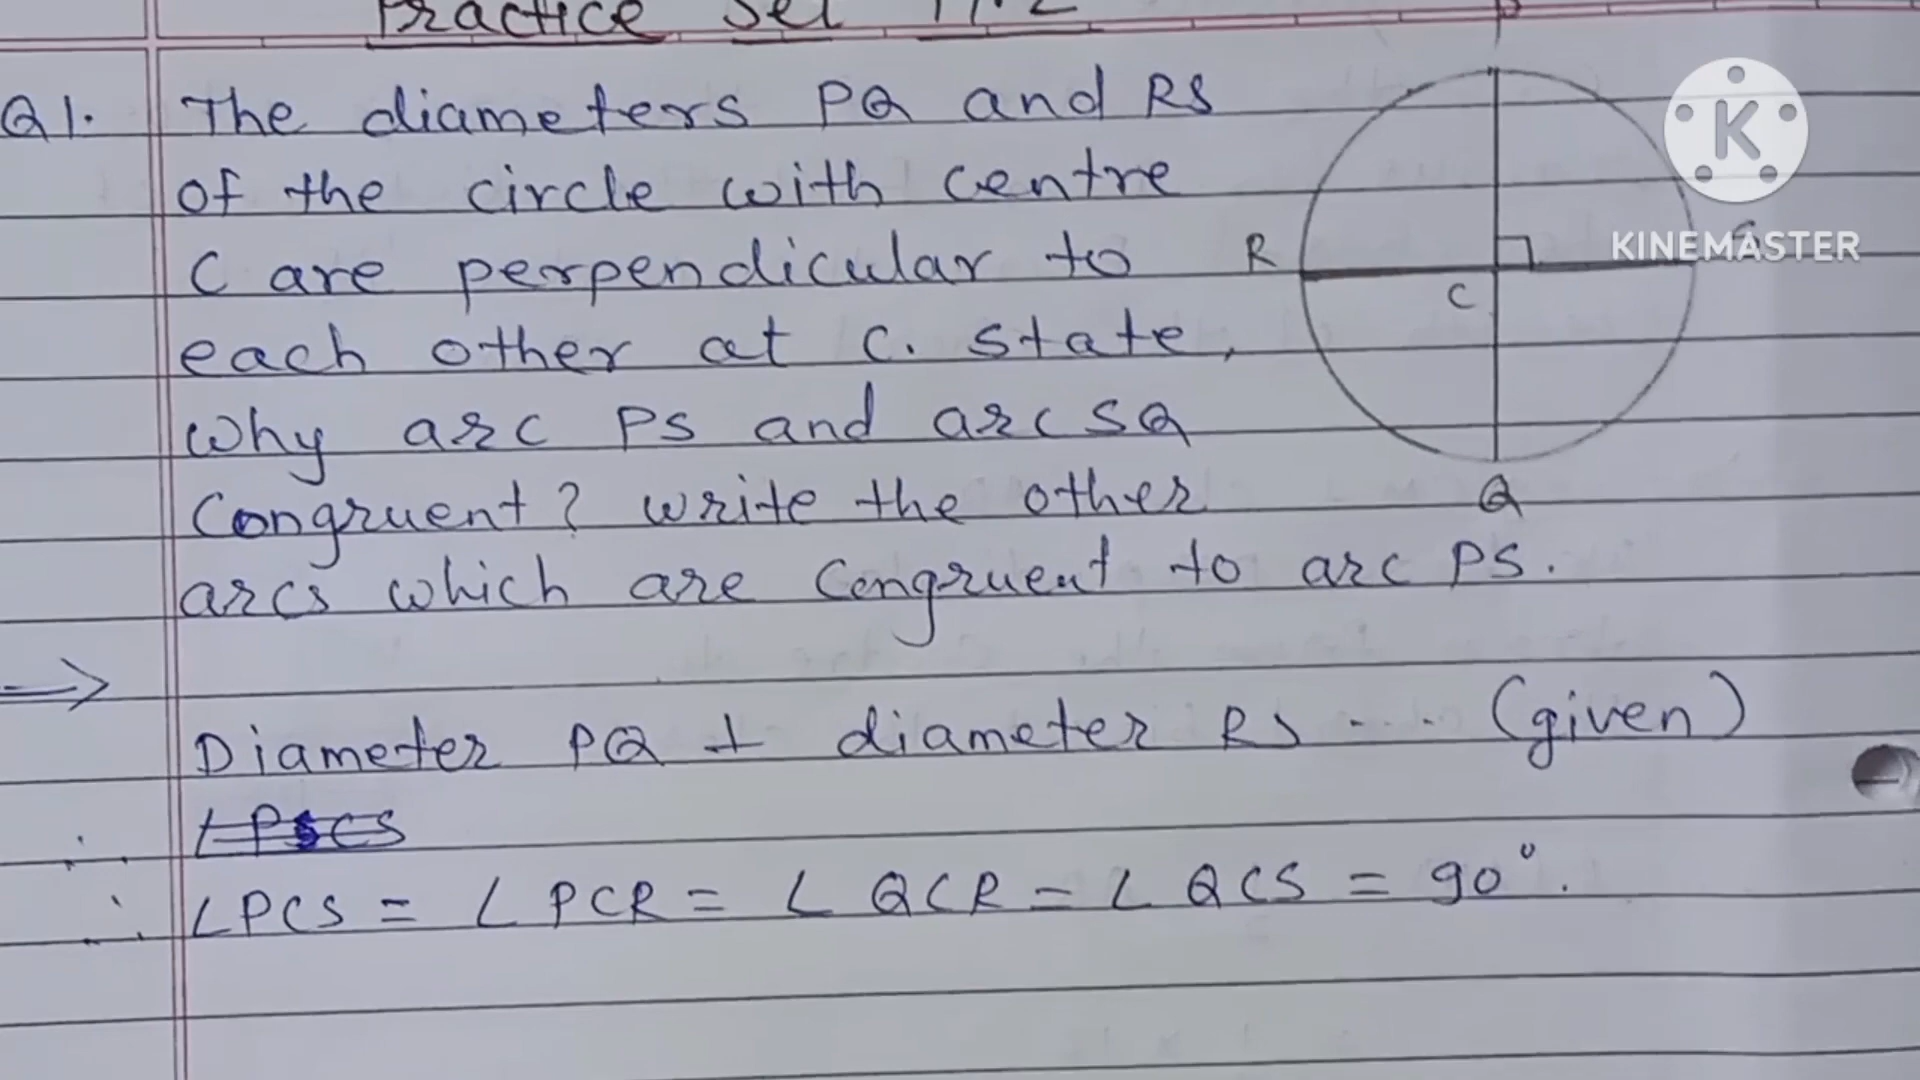 Practice Set 17.2
Q1. The diameters PQ and RS
of the circle with centre
C are perpendicular to
each other at C. State,
why arc PS and arc SQ
Congruent? write the other
arcs which are Congruent to arc PS.
R
C
Q
K
KINEMASTER
⇒
Diameter PQ ⊥ diameter RS ... (given)
∴ ∠PCS = ∠PCR = ∠QCR = ∠QCS = 90°.